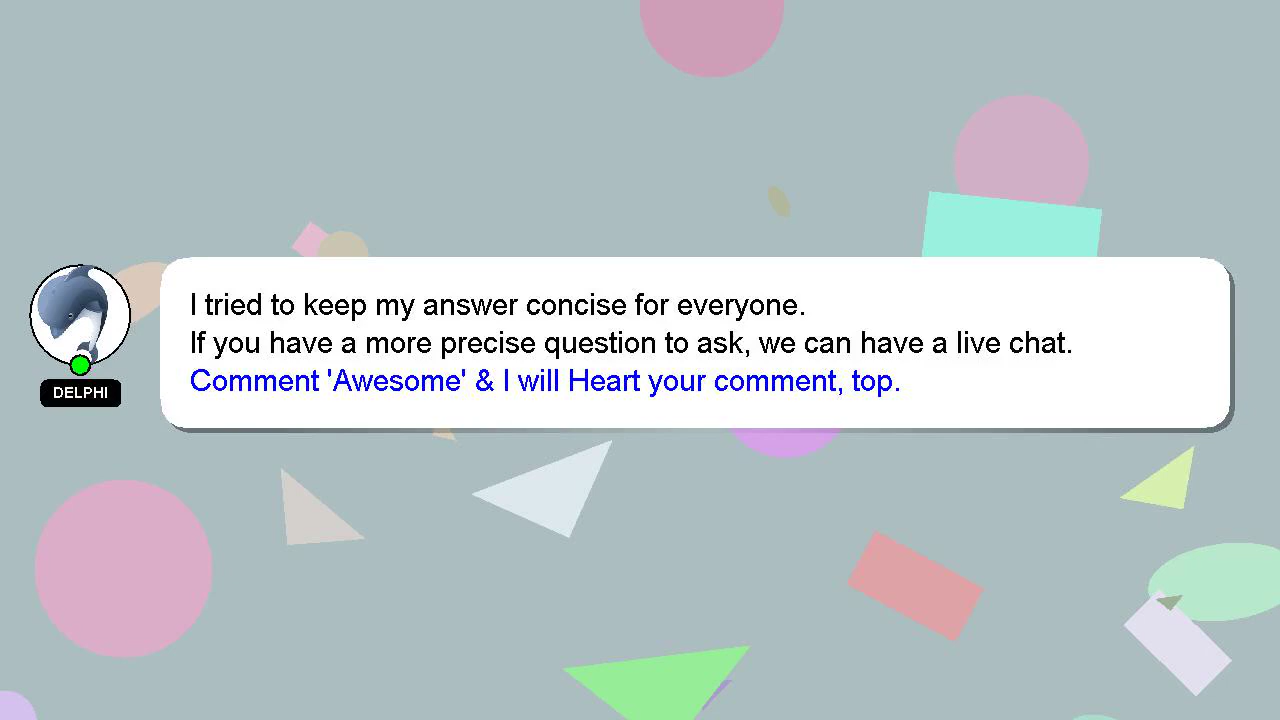 I tried to keep my answer concise for everyone.
If you have a more precise question to ask, we can have a live chat.
Comment 'Awesome' & I will Heart your comment, top.
DELPHI